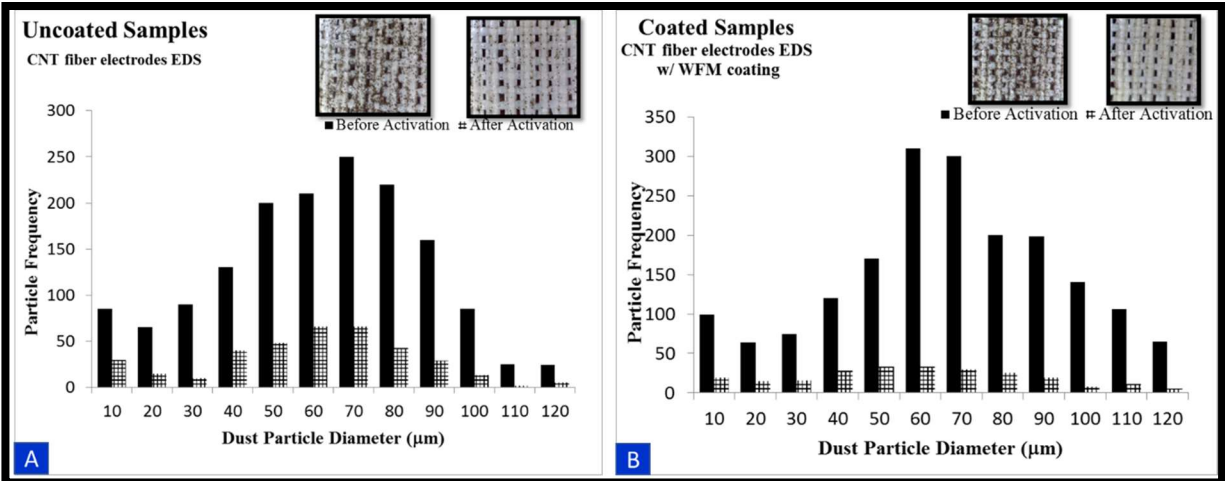 Uncoated Samples
CNT fiber electrodes EDS
Before Activation After Activation
300
250
200
150
100
50
0
Particle Frequency
10 20 30 40 50 60 70 80 90 100 110 120
Dust Particle Diameter (µm)
A
Coated Samples
CNT fiber electrodes EDS
w/ WFM coating
Before Activation After Activation
350
300
250
200
150
100
50
0
Particle Frequency
10 20 30 40 50 60 70 80 90 100 110 120
Dust Particle Diameter (µm)
B